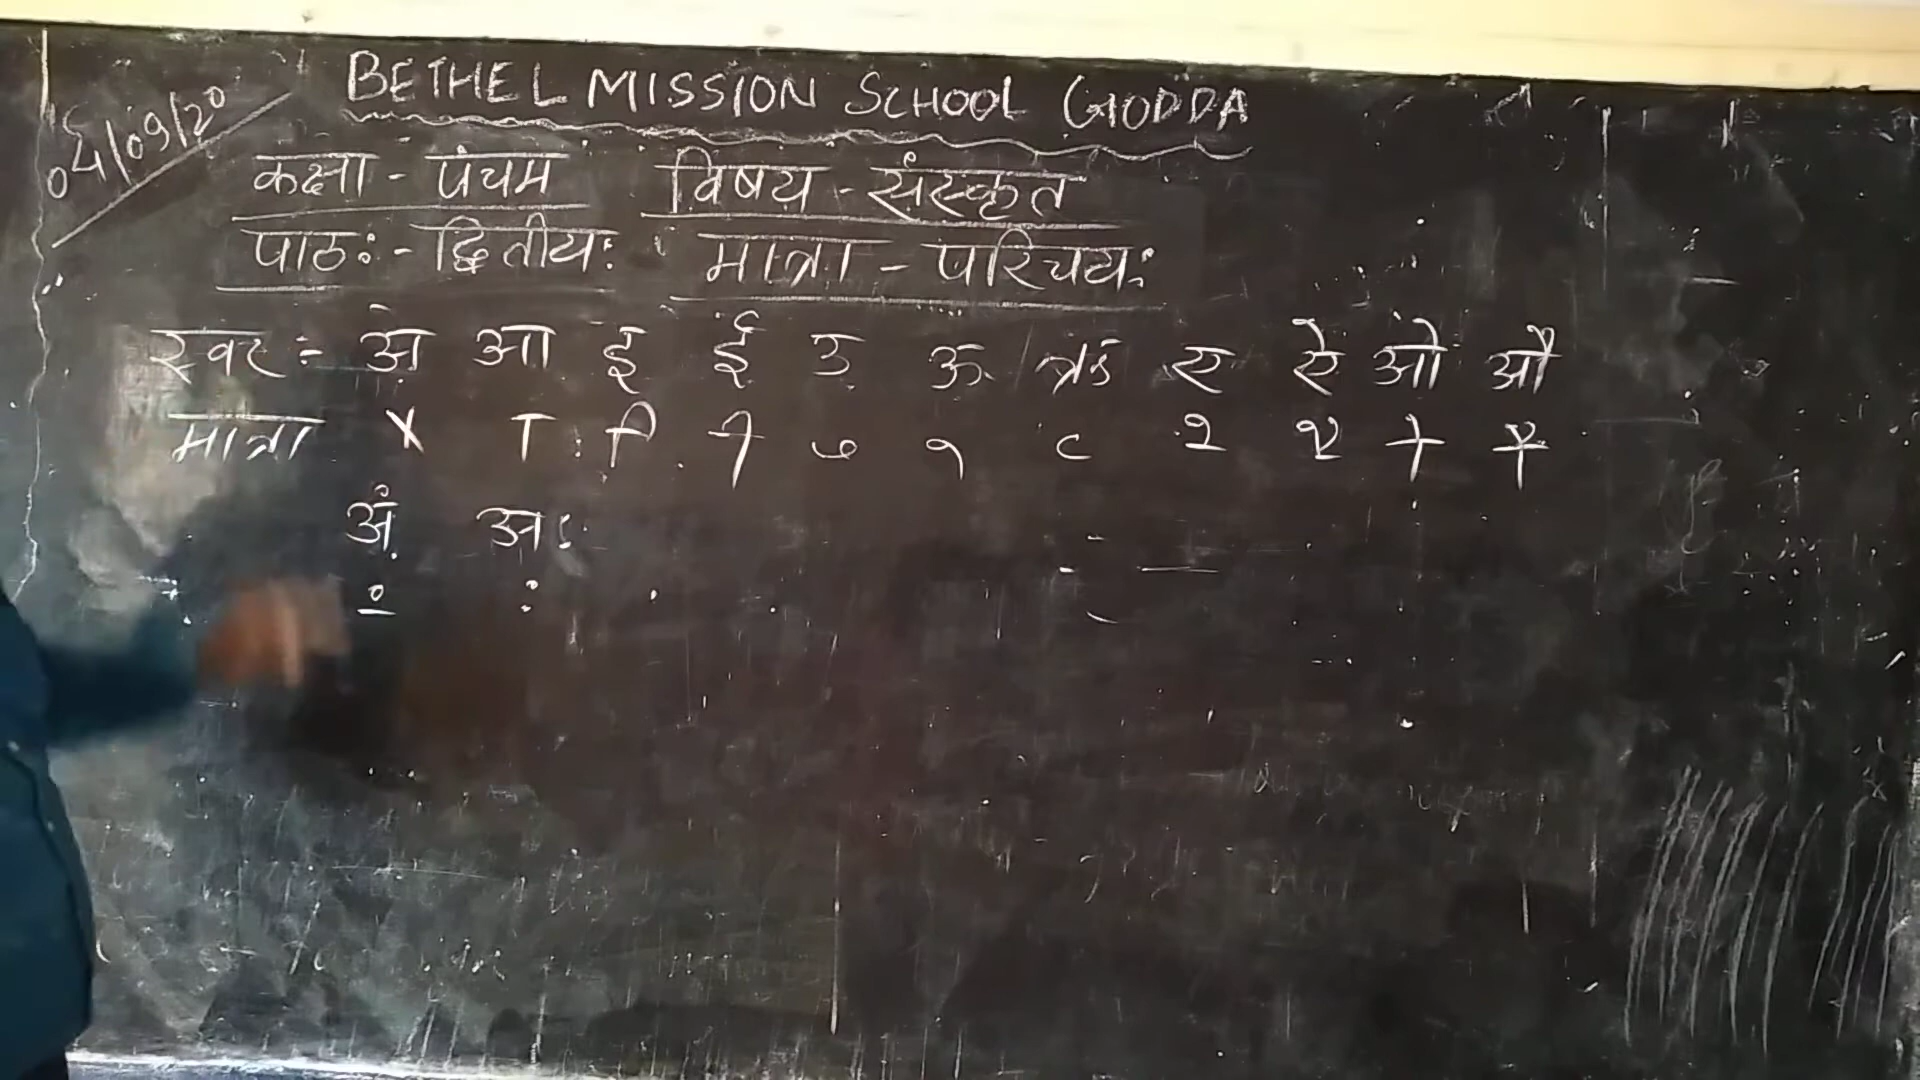 04/09/20
BETHEL MISSION SCHOOL GODDA
कक्षा - पंचम विषय - संस्कृत
पाठः - द्वितीयः मात्रा - परिचयः
स्वरः- अ आ इ ई उ ऊ ऋ ए ऐ ओ औ
मात्रा X ा ि ी ु ू ृ े ै ो ौ
अं अः
ं ः